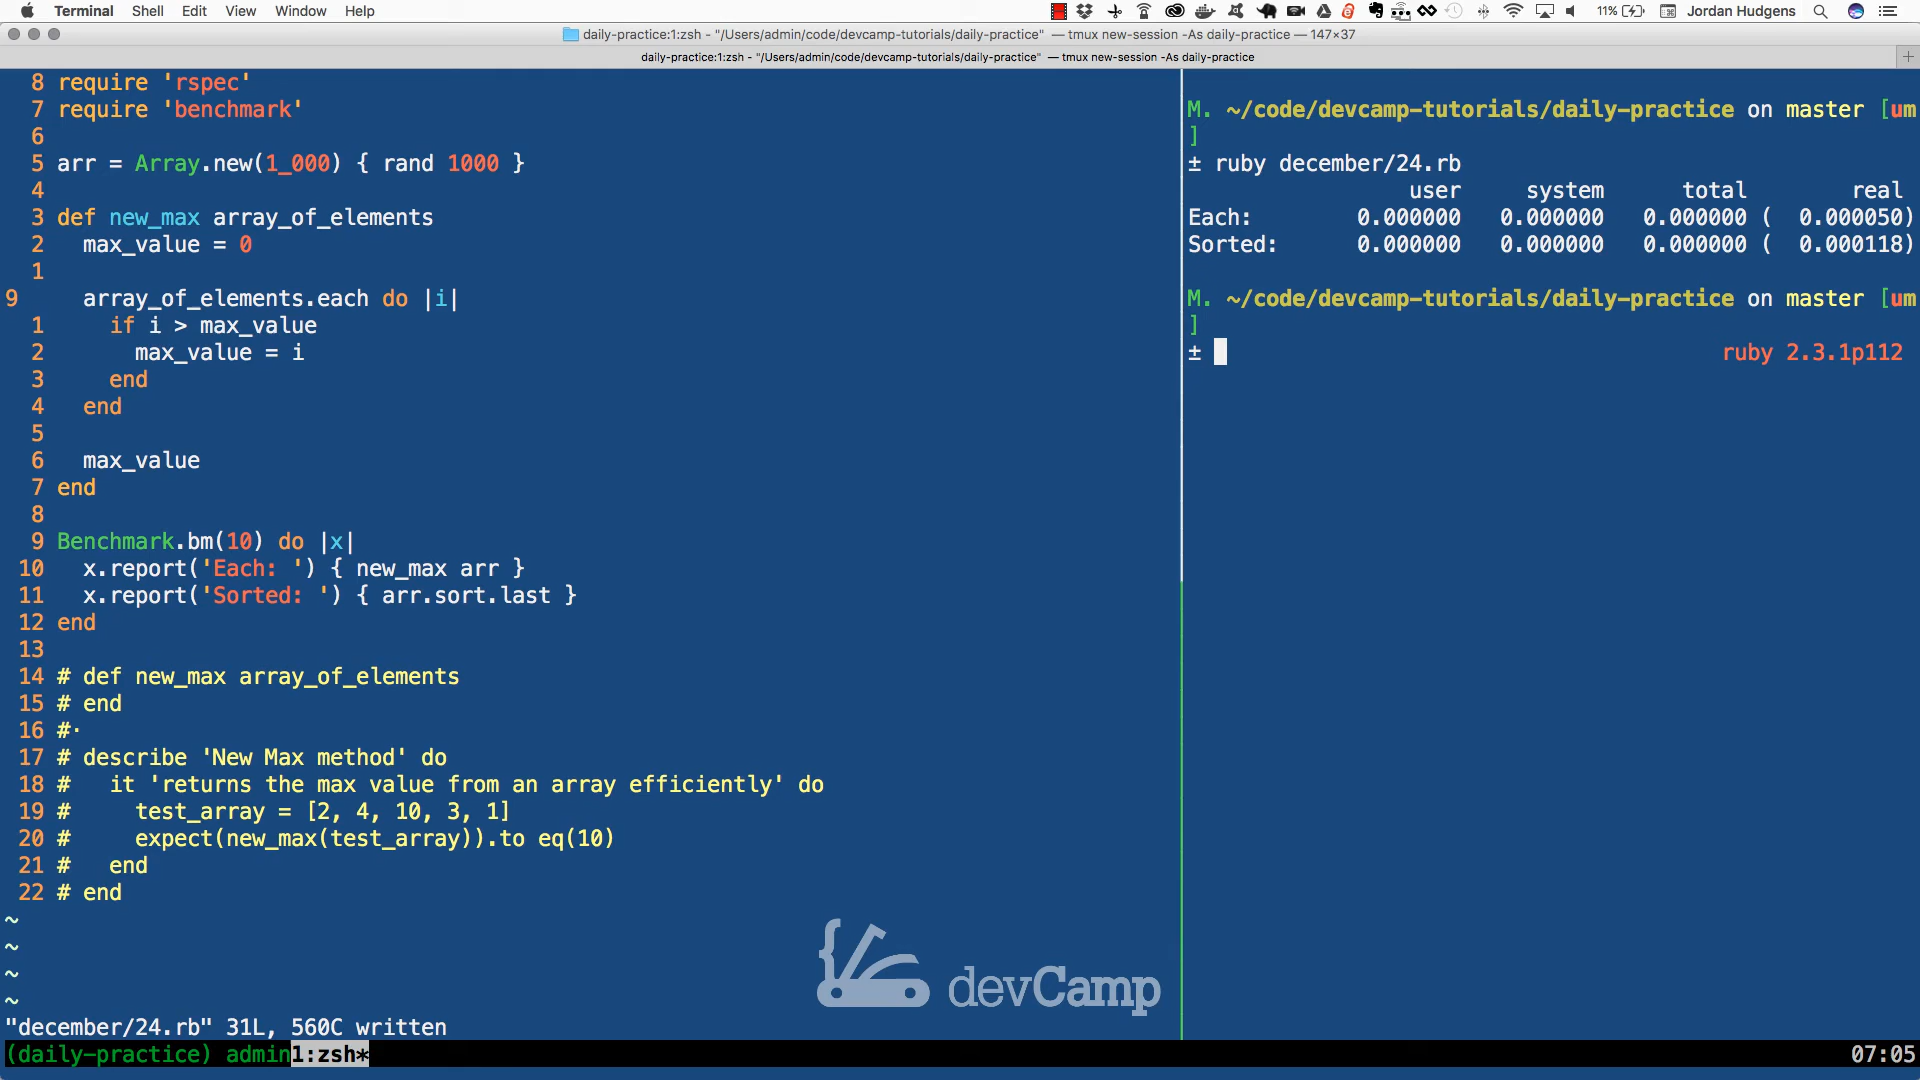 Terminal Shell Edit View Window Help 11% Jordan Hudgens
daily-practice:1:zsh - "/Users/admin/code/devcamp-tutorials/daily-practice" — tmux new-session -As daily-practice — 147×37
daily-practice:1:zsh - "/Users/admin/code/devcamp-tutorials/daily-practice" — tmux new-session -As daily-practice
8 require 'rspec'
7 require 'benchmark'
6
5 arr = Array.new(1_000) { rand 1000 }
4
3 def new_max array_of_elements
2   max_value = 0
1
9   array_of_elements.each do |i|
1     if i > max_value
2       max_value = i
3     end
4   end
5
6   max_value
7 end
8
9 Benchmark.bm(10) do |x|
10   x.report('Each: ') { new_max arr }
11   x.report('Sorted: ') { arr.sort.last }
12 end
13
14 # def new_max array_of_elements
15 # end
16 #·
17 # describe 'New Max method' do
18 #   it 'returns the max value from an array efficiently' do
19 #     test_array = [2, 4, 10, 3, 1]
20 #     expect(new_max(test_array)).to eq(10)
21 #   end
22 # end
~
~
~
~
"december/24.rb" 31L, 560C written
M. ~/code/devcamp-tutorials/daily-practice on master [um
]
± ruby december/24.rb
user system total real
Each: 0.000000 0.000000 0.000000 ( 0.000050)
Sorted: 0.000000 0.000000 0.000000 ( 0.000118)
M. ~/code/devcamp-tutorials/daily-practice on master [um
]
± ruby 2.3.1p112
devCamp
(daily-practice) admin1:zsh* 07:05